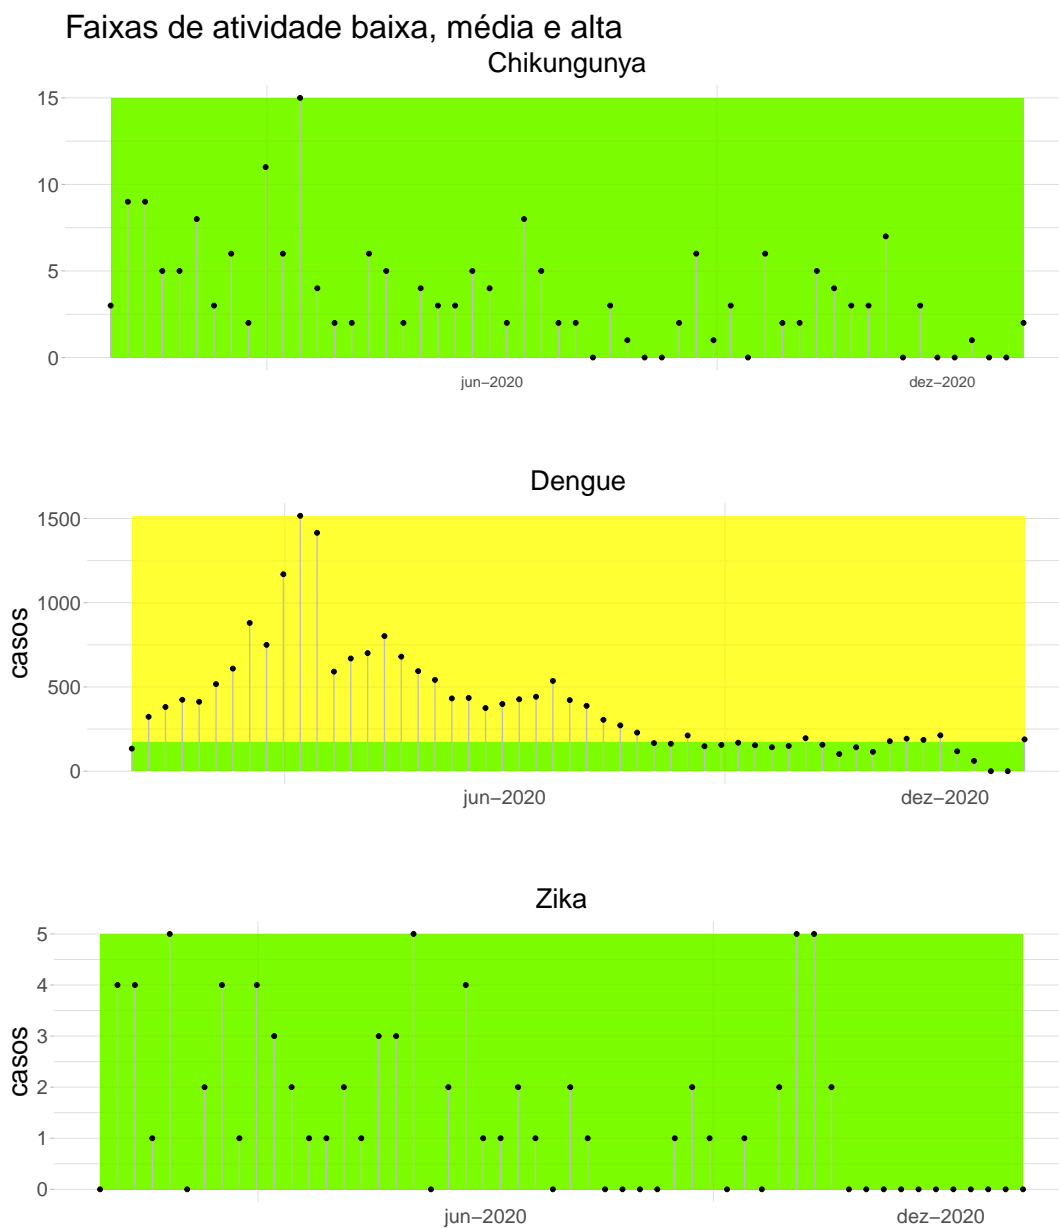 Faixas de atividade baixa, média e alta
Chikungunya
15
10
5
0
jun−2020 dez−2020
Dengue
casos
1500
1000
500
0
jun−2020 dez−2020
Zika
casos
5
4
3
2
1
0
jun−2020 dez−2020